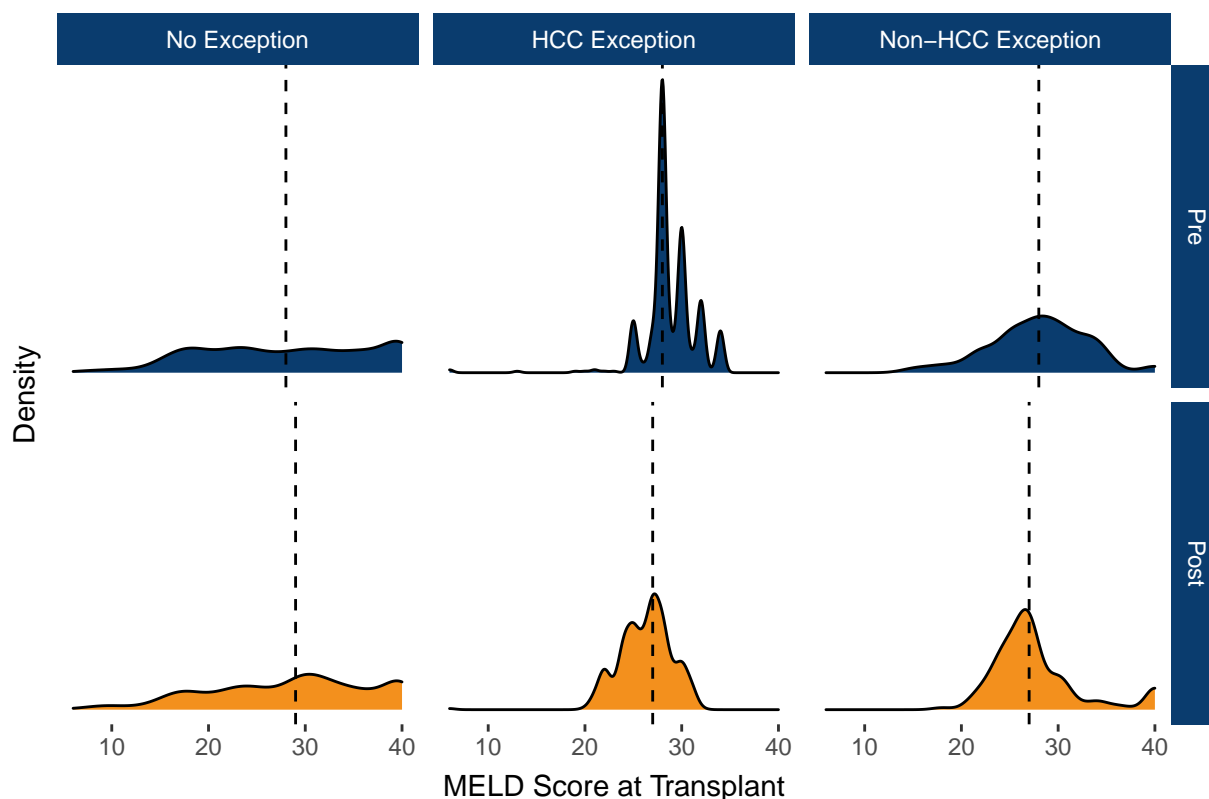 No Exception
HCC Exception
Non−HCC Exception
Pre
Post
Density
10 20 30 40
10 20 30 40
10 20 30 40
MELD Score at Transplant